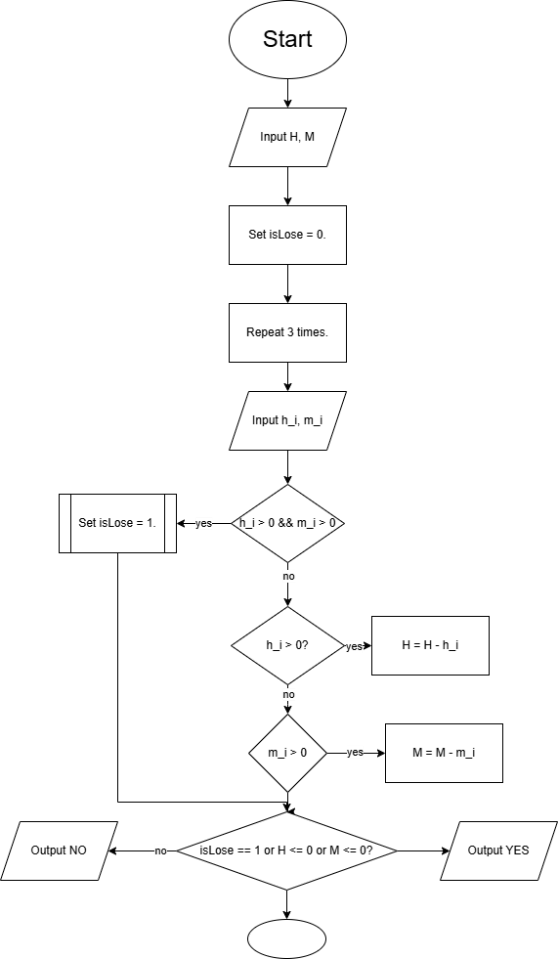 Start
Input H, M
Set isLose = 0.
Repeat 3 times.
Input h_i, m_i
Set isLose = 1.
yes
h_i > 0 && m_i > 0
no
h_i > 0?
yes
H = H - h_i
no
m_i > 0
yes
M = M - m_i
Output NO
no
isLose == 1 or H <= 0 or M <= 0?
Output YES